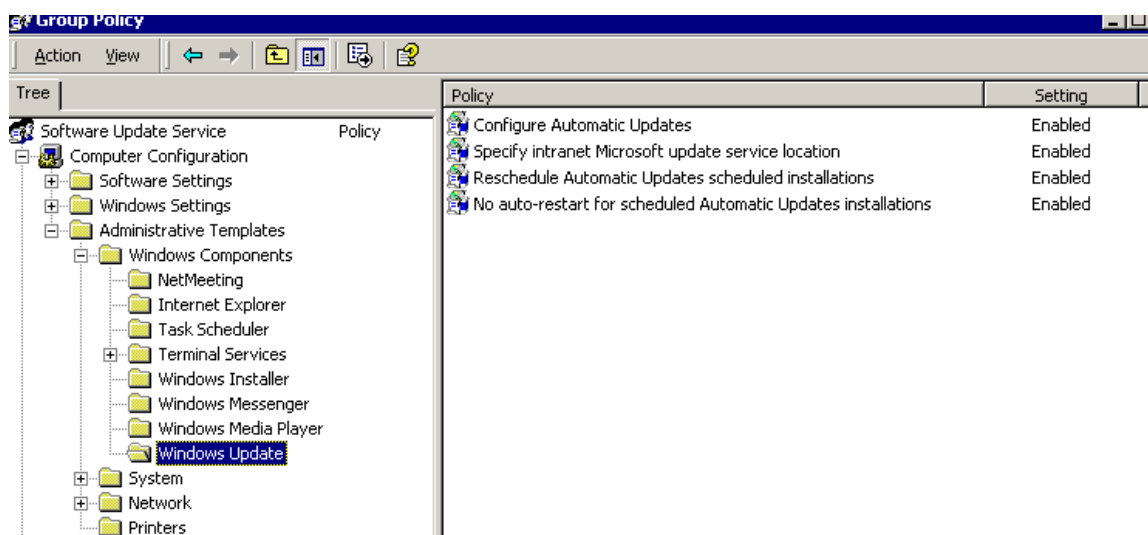 Group Policy
Action View
Tree
Policy Setting
Software Update Service Policy
Configure Automatic Updates Enabled
Computer Configuration
Specify intranet Microsoft update service location Enabled
Software Settings
Reschedule Automatic Updates scheduled installations Enabled
Windows Settings
No auto-restart for scheduled Automatic Updates installations Enabled
Administrative Templates
Windows Components
NetMeeting
Internet Explorer
Task Scheduler
Terminal Services
Windows Installer
Windows Messenger
Windows Media Player
Windows Update
System
Network
Printers